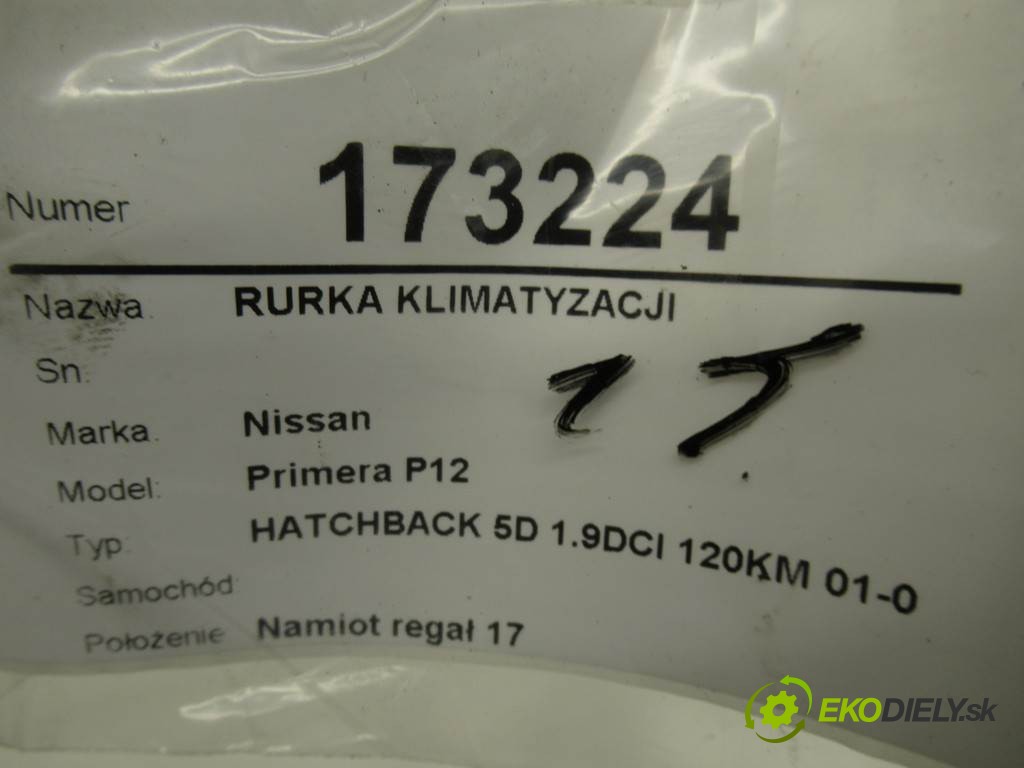 Numer 173224
Nazwa. RURKA KLIMATYZACJI
Sn:
Marka. Nissan
Model: Primera P12
Typ: HATCHBACK 5D 1.9DCI 120KM 01-0
Samochód:
Położenie Namiot regał 17
EKODIELY.sk